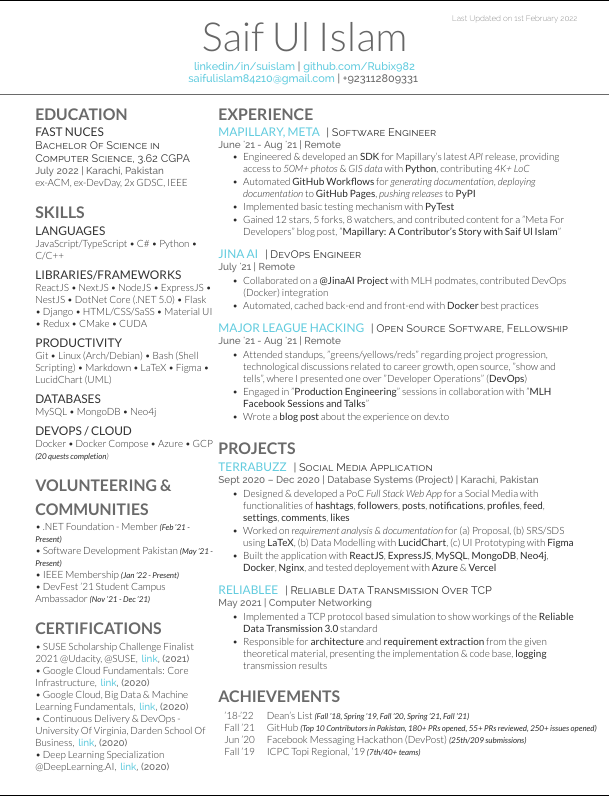 Last Updated on 1st February 2022
Saif Ul Islam
linkedin/in/suislam | github.com/Rubix982
saifulislam84210@gmail.com | +923112809331
EDUCATION
FAST NUCES
Bachelor Of Science in
Computer Science, 3.62 CGPA
July 2022 | Karachi, Pakistan
ex-ACM, ex-DevDay, 2x GDSC, IEEE
SKILLS
LANGUAGES
JavaScript/TypeScript • C# • Python •
C/C++
LIBRARIES/FRAMEWORKS
ReactJS • NextJS • NodeJS • ExpressJS •
NestJS • DotNet Core (.NET 5.0) • Flask
• Django • HTML/CSS/SaSS • Material UI
• Redux • CMake • CUDA
PRODUCTIVITY
Git • Linux (Arch/Debian) • Bash (Shell
Scripting) • Markdown • LaTeX • Figma •
LucidChart (UML)
DATABASES
MySQL • MongoDB • Neo4j
DEVOPS / CLOUD
Docker • Docker Compose • Azure • GCP
(20 quests completion)
VOLUNTEERING &
COMMUNITIES
• .NET Foundation - Member (Feb '21 -
Present)
• Software Development Pakistan (May '21 -
Present)
• IEEE Membership (Jan '22 - Present)
• DevFest '21 Student Campus
Ambassador (Nov '21 - Dec '21)
CERTIFICATIONS
• SUSE Scholarship Challenge Finalist
2021 @Udacity, @SUSE, link, (2021)
• Google Cloud Fundamentals: Core
Infrastructure, link, (2020)
• Google Cloud, Big Data & Machine
Learning Fundamentals, link, (2020)
• Continuous Delivery & DevOps -
University Of Virginia, Darden School Of
Business, link, (2020)
• Deep Learning Specialization
@DeepLearning.AI, link, (2020)
EXPERIENCE
MAPILLARY, META | Software Engineer
June '21 - Aug '21 | Remote
• Engineered & developed an SDK for Mapillary's latest API release, providing
access to 50M+ photos & GIS data with Python, contributing 4K+ LoC
• Automated GitHub Workflows for generating documentation, deploying
documentation to GitHub Pages, pushing releases to PyPI
• Implemented basic testing mechanism with PyTest
• Gained 12 stars, 5 forks, 8 watchers, and contributed content for a "Meta For
Developers" blog post, "Mapillary: A Contributor's Story with Saif Ul Islam"
JINA AI | DevOps Engineer
July '21 | Remote
• Collaborated on a @JinaAI Project with MLH podmates, contributed DevOps
(Docker) integration
• Automated, cached back-end and front-end with Docker best practices
MAJOR LEAGUE HACKING | Open Source Software, Fellowship
June '21 - Aug '21 | Remote
• Attended standups, "greens/yellows/reds" regarding project progression,
technological discussions related to career growth, open source, "show and
tells", where I presented one over "Developer Operations" (DevOps)
• Engaged in "Production Engineering" sessions in collaboration with "MLH
Facebook Sessions and Talks"
• Wrote a blog post about the experience on dev.to
PROJECTS
TERRABUZZ | Social Media Application
Sept 2020 – Dec 2020 | Database Systems (Project) | Karachi, Pakistan
• Designed & developed a PoC Full Stack Web App for a Social Media with
functionalities of hashtags, followers, posts, notifications, profiles, feed,
settings, comments, likes
• Worked on requirement analysis & documentation for (a) Proposal, (b) SRS/SDS
using LaTeX, (b) Data Modelling with LucidChart, (c) UI Prototyping with Figma
• Built the application with ReactJS, ExpressJS, MySQL, MongoDB, Neo4j,
Docker, Nginx, and tested deployement with Azure & Vercel
RELIABLEE | Reliable Data Transmission Over TCP
May 2021 | Computer Networking
• Implemented a TCP protocol based simulation to show workings of the Reliable
Data Transmission 3.0 standard
• Responsible for architecture and requirement extraction from the given
theoretical material, presenting the implementation & code base, logging
transmission results
ACHIEVEMENTS
'18-'22 Dean's List (Fall '18, Spring '19, Fall '20, Spring '21, Fall '21)
Fall '21 GitHub (Top 10 Contributors in Pakistan, 180+ PRs opened, 55+ PRs reviewed, 250+ issues opened)
Jun '20 Facebook Messaging Hackathon (DevPost) (25th/209 submissions)
Fall '19 ICPC Topi Regional, '19 (7th/40+ teams)